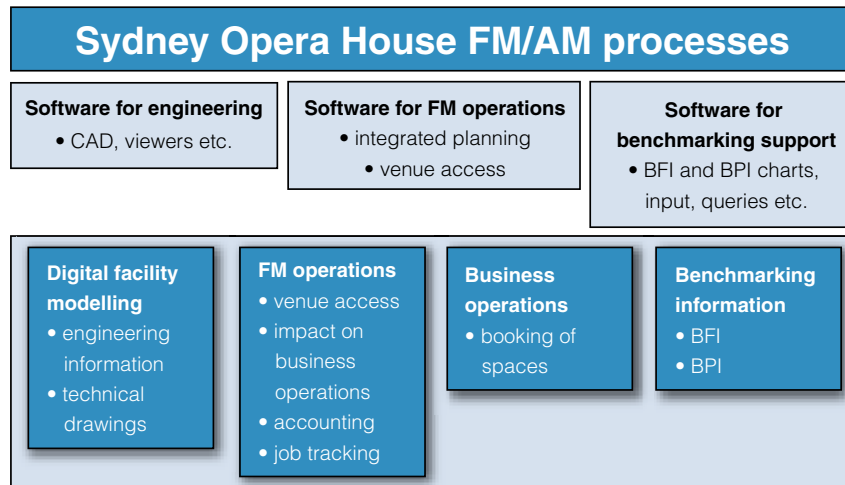 Sydney Opera House FM/AM processes
Software for engineering
• CAD, viewers etc.
Software for FM operations
• integrated planning
• venue access
Software for
benchmarking support
• BFI and BPI charts,
input, queries etc.
Digital facility
modelling
• engineering
information
• technical
drawings
FM operations
• venue access
• impact on
business
operations
• accounting
• job tracking
Business
operations
• booking of
spaces
Benchmarking
information
• BFI
• BPI